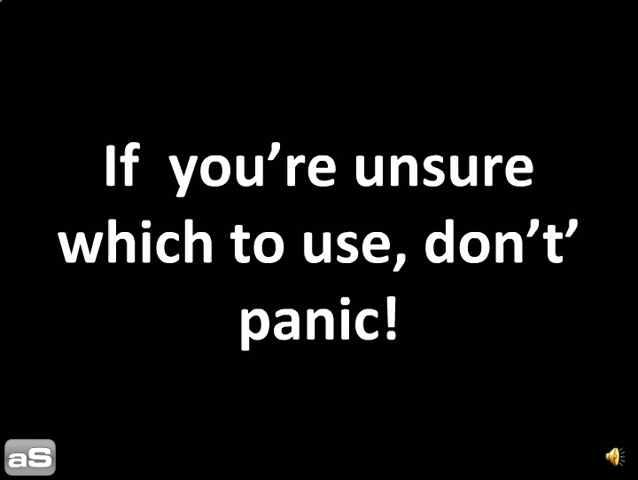 If  you’re unsure
which to use, don’t’
panic!
aS